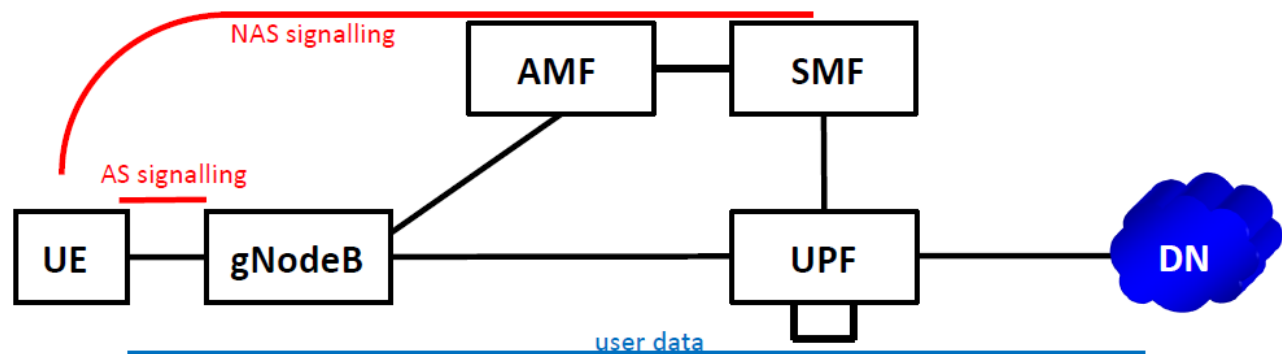 NAS signalling
AMF
SMF
AS signalling
UE
gNodeB
UPF
DN
user data